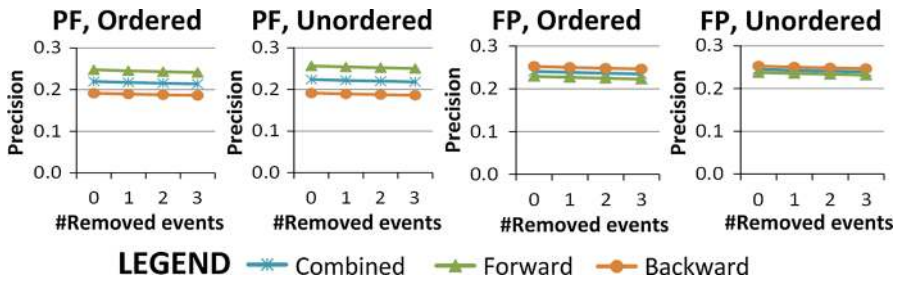 PF, Ordered
Precision
0.3
0.2
0.1
0.0
0 1 2 3
#Removed events
PF, Unordered
Precision
0.3
0.2
0.1
0.0
0 1 2 3
#Removed events
FP, Ordered
Precision
0.3
0.2
0.1
0.0
0 1 2 3
#Removed events
FP, Unordered
Precision
0.3
0.2
0.1
0.0
0 1 2 3
#Removed events
LEGEND Combined Forward Backward